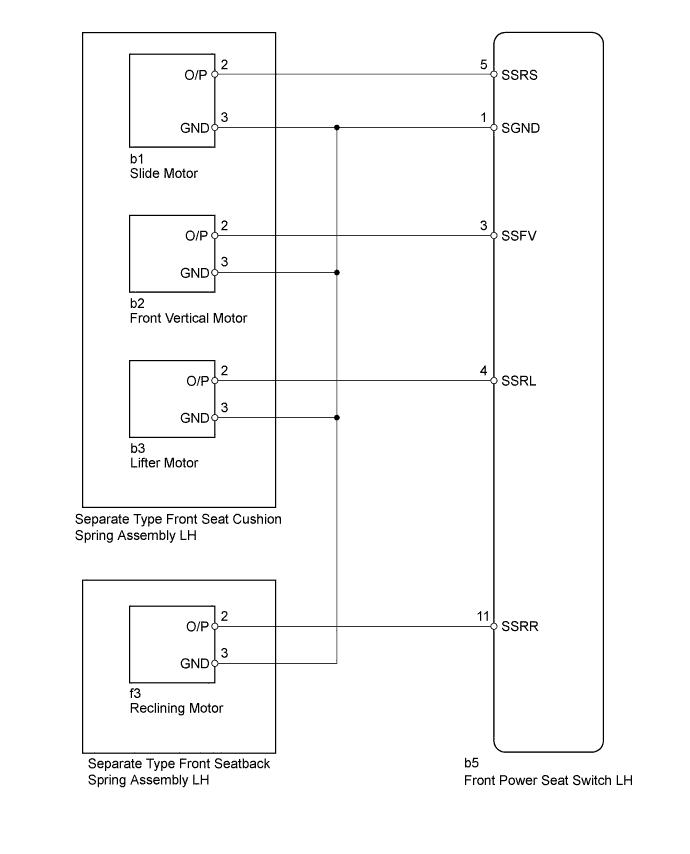 2
5
O/P
SSRS
3
1
GND
SGND
b1
Slide Motor
2
3
O/P
SSFV
3
GND
b2
Front Vertical Motor
2
4
O/P
SSRL
3
GND
b3
Lifter Motor
Separate Type Front Seat Cushion
Spring Assembly LH
2
11
O/P
SSRR
3
GND
f3
Reclining Motor
Separate Type Front Seatback
Spring Assembly LH
b5
Front Power Seat Switch LH